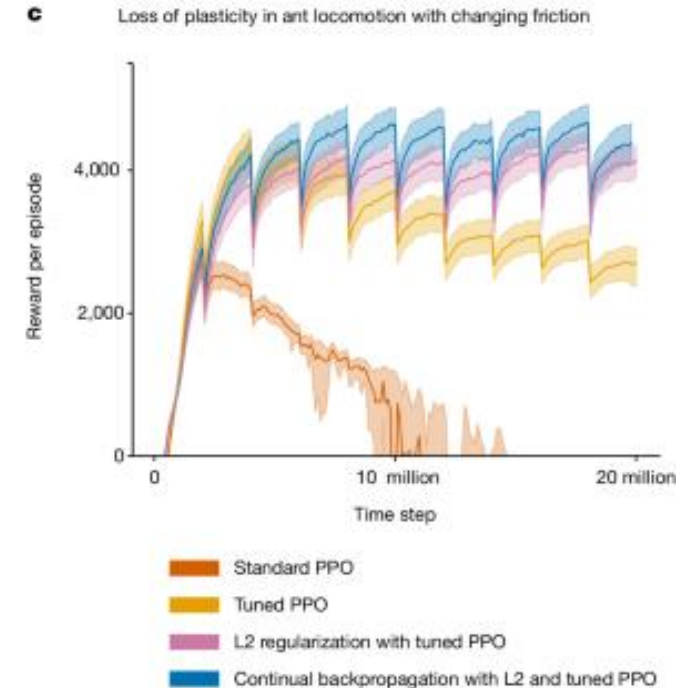 c Loss of plasticity in ant locomotion with changing friction
Reward per episode
4,000
2,000
0
0 10 million 20 million
Time step
Standard PPO
Tuned PPO
L2 regularization with tuned PPO
Continual backpropagation with L2 and tuned PPO